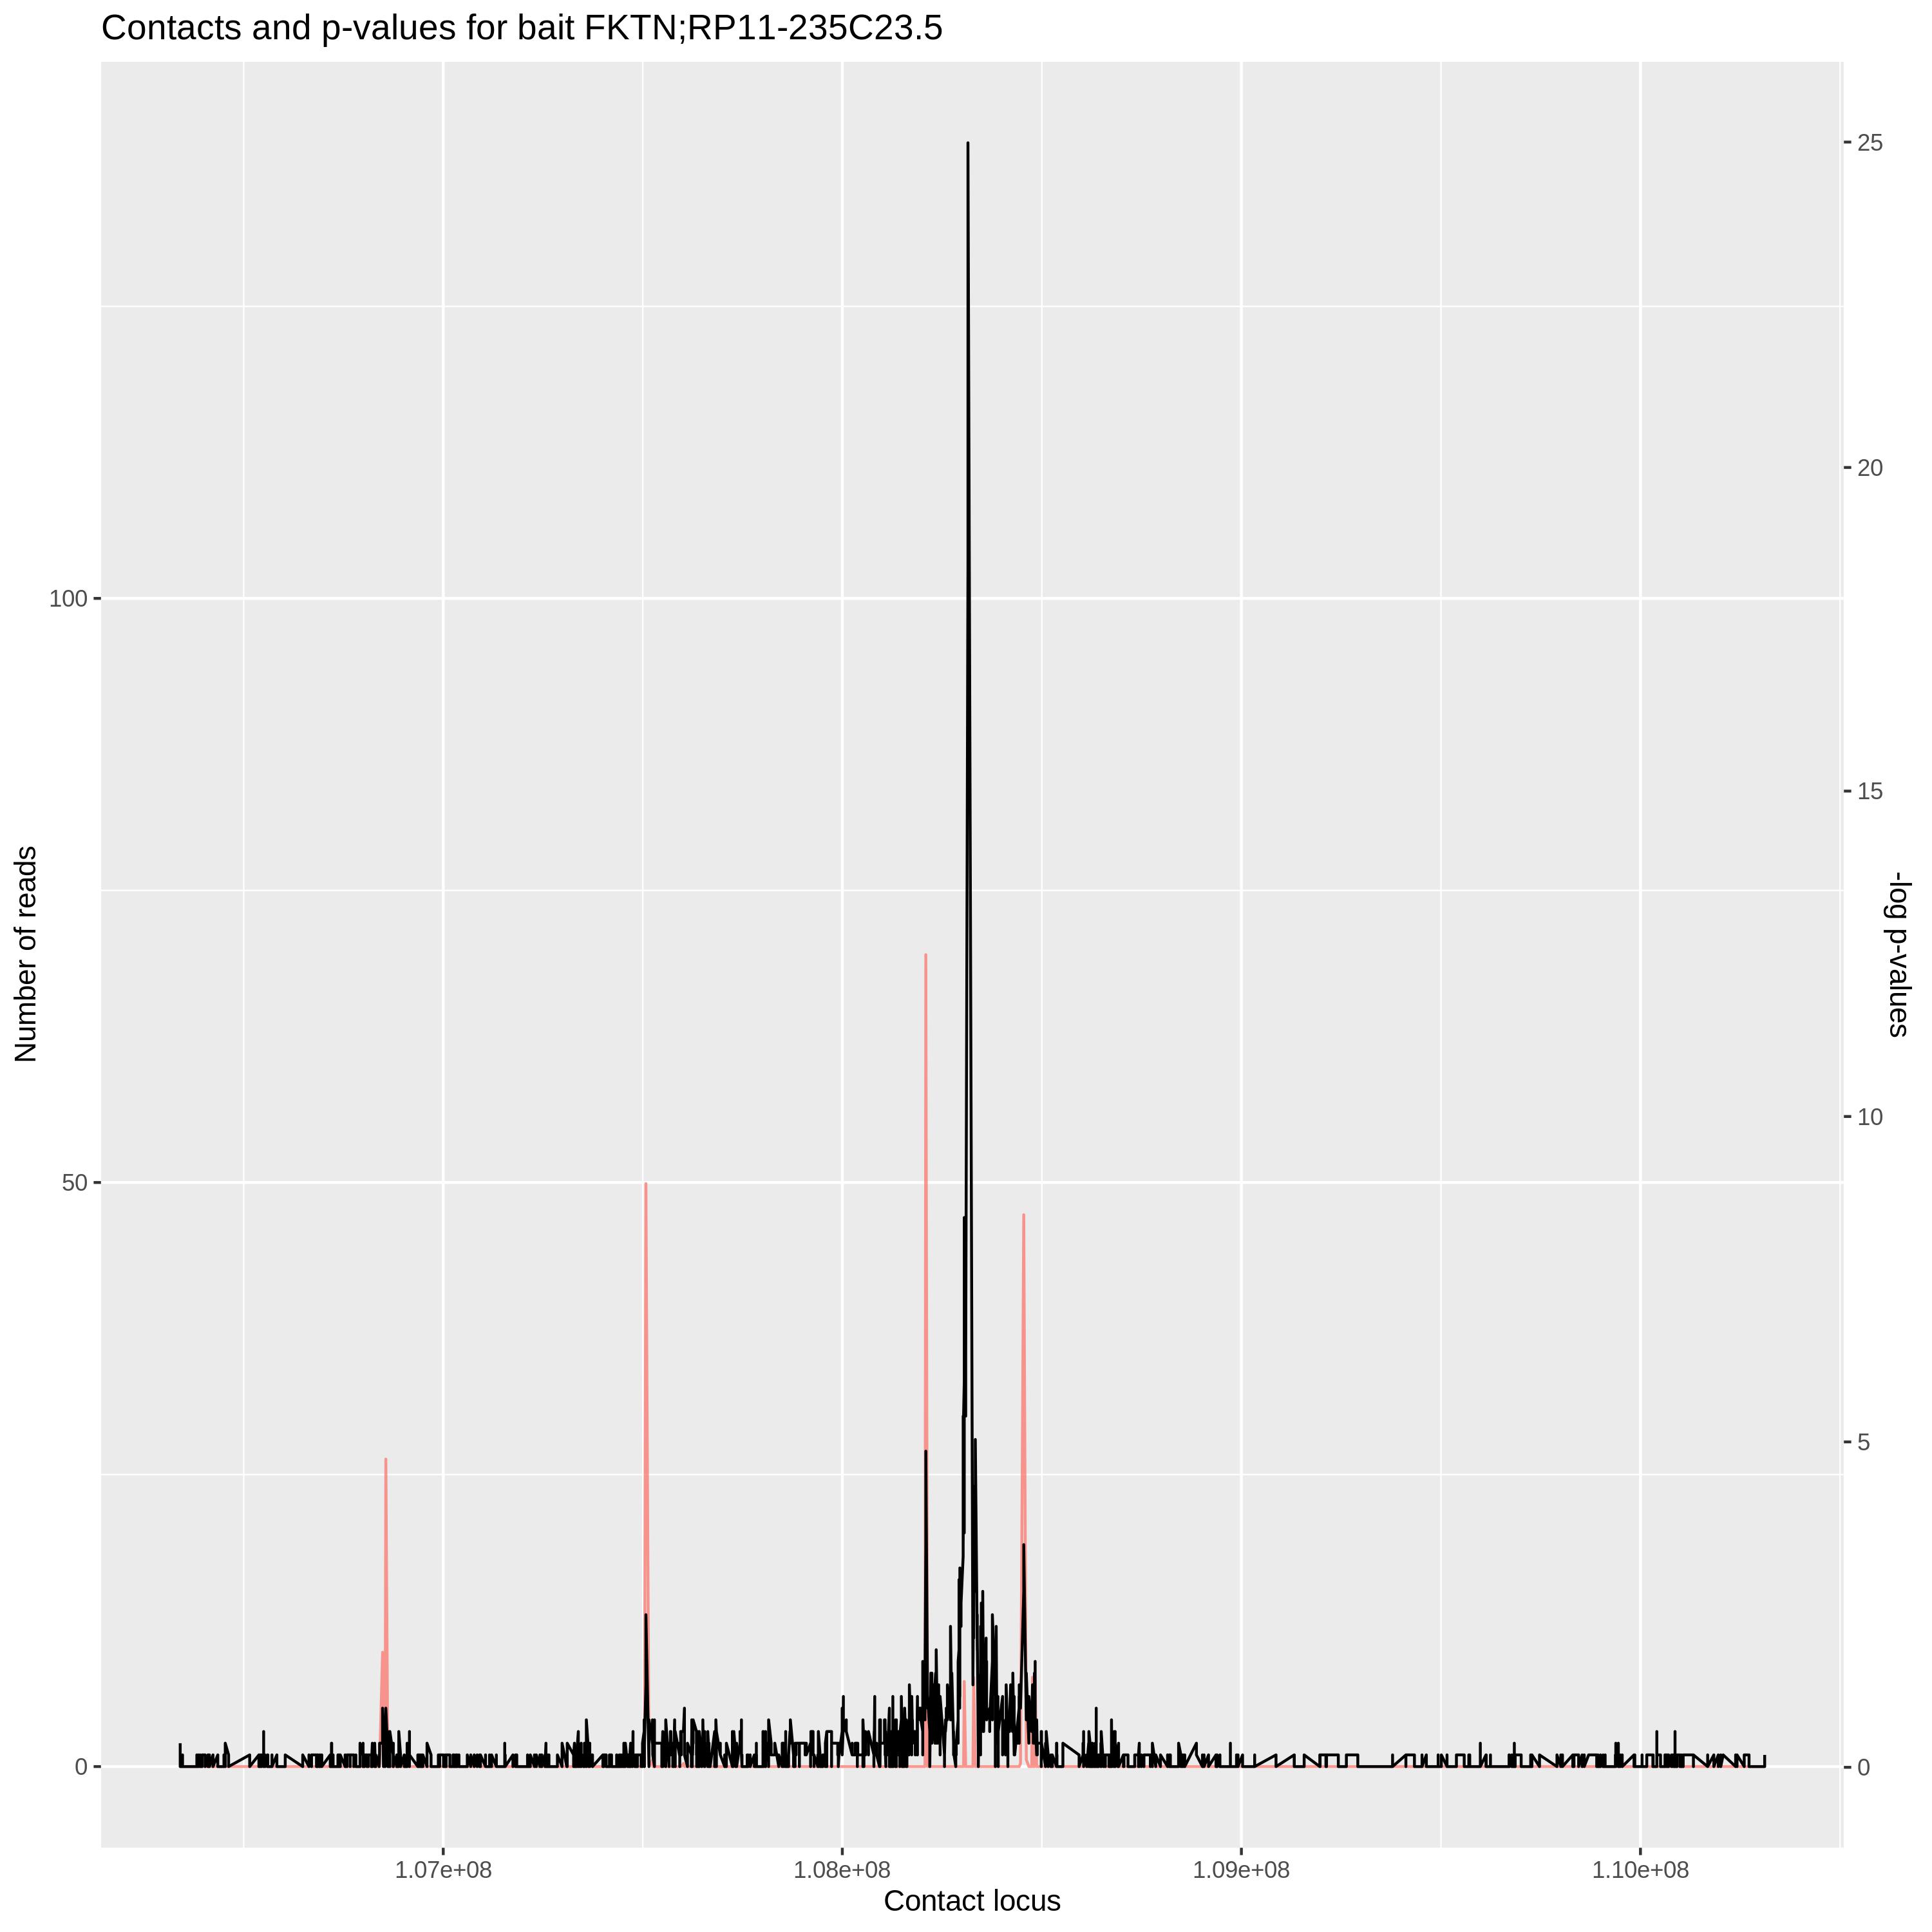 Contacts and p-values for bait FKTN;RP11-235C23.5
25
20
100
15
Number of reads
-log p-values
10
50
5
0
0
1.07e+08
1.08e+08
1.09e+08
1.10e+08
Contact locus